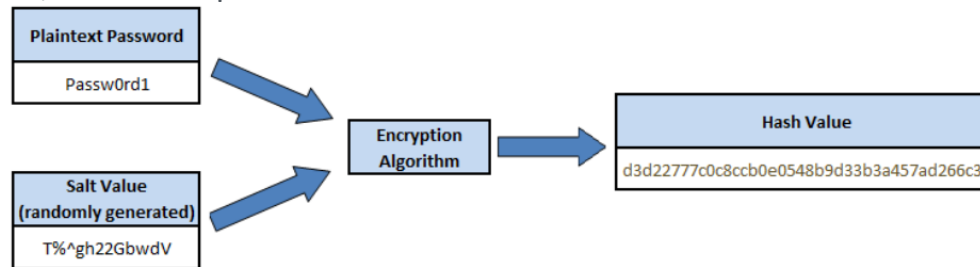 Plaintext Password
Passw0rd1
Encryption
Algorithm
Hash Value
d3d22777c0c8ccb0e0548b9d33b3a457ad266c3
Salt Value
(randomly generated)
T%^gh22GbwdV